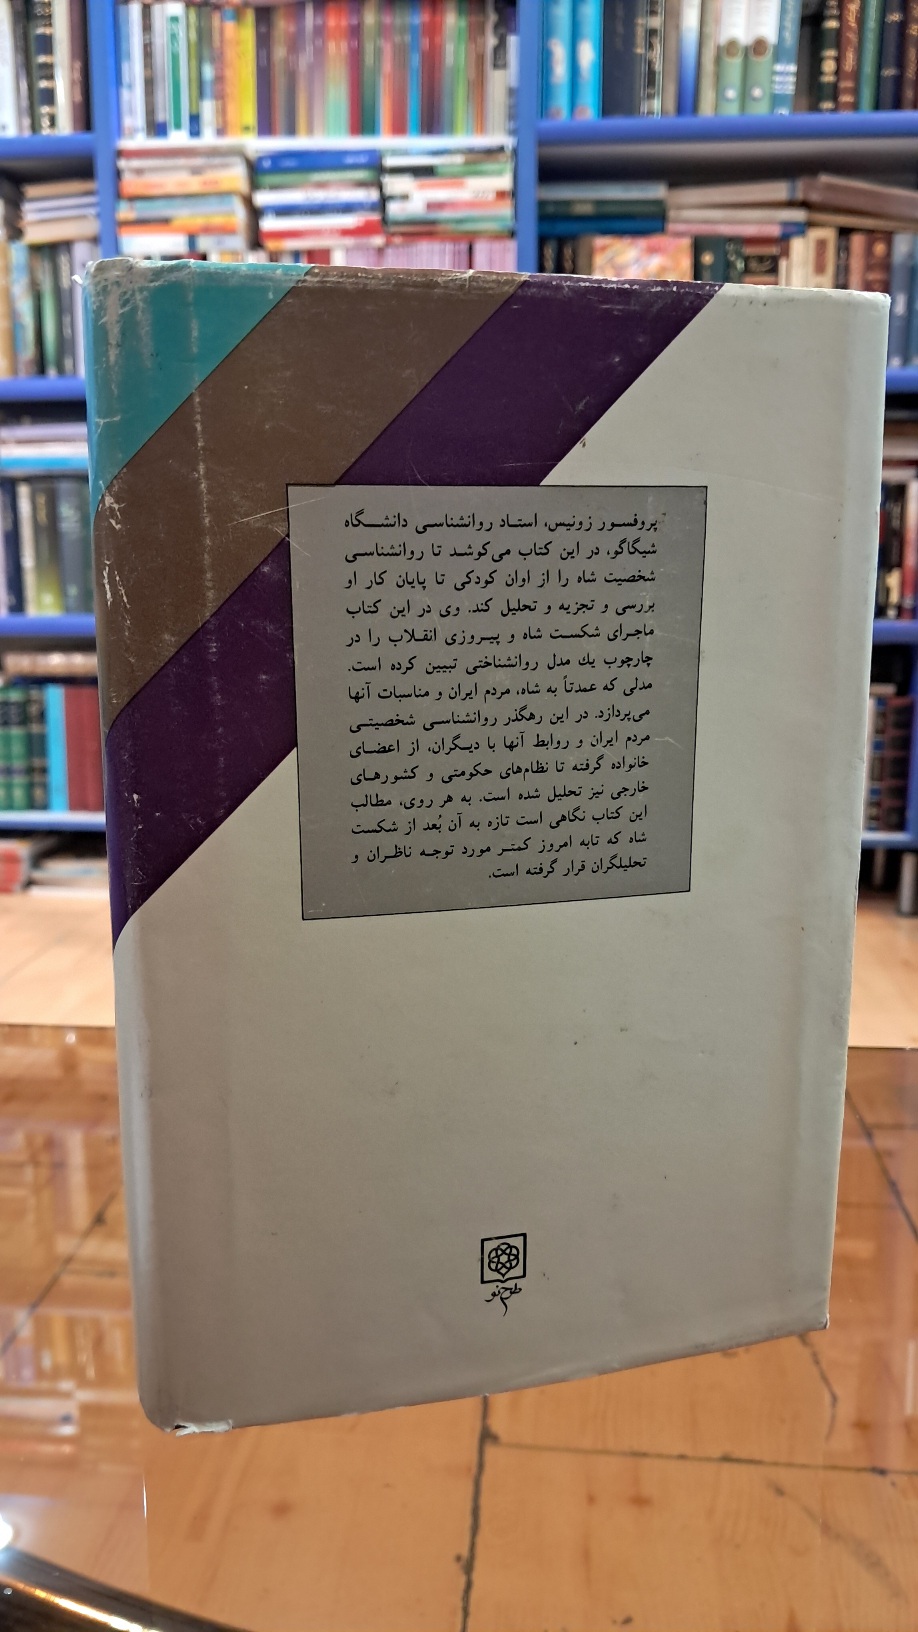 پروفسور زونیس، استاد روانشناسی دانشگاه
شیگاگو، در این کتاب می‌کوشد تا روانشناسی
شخصیت شاه را از اوان کودکی تا پایان کار او
بررسی و تجزیه و تحلیل کند. وی در این کتاب
ماجرای شکست شاه و پیروزی انقلاب را در
چارچوب یك مدل روانشناختی تبیین کرده است.
مدلی که عمدتاً به شاه، مردم ایران و مناسبات آنها
می‌پردازد. در این رهگذر روانشناسی شخصیتی
مردم ایران و روابط آنها با دیگران، از اعضای
خانواده گرفته تا نظام‌های حکومتی و کشورهای
خارجی نیز تحلیل شده است. به هر روی، مطالب
این کتاب نگاهی است تازه به آن بُعد از شکست
شاه که تابه امروز کمتر مورد توجه ناظران و
تحلیلگران قرار گرفته است.
طرح نو